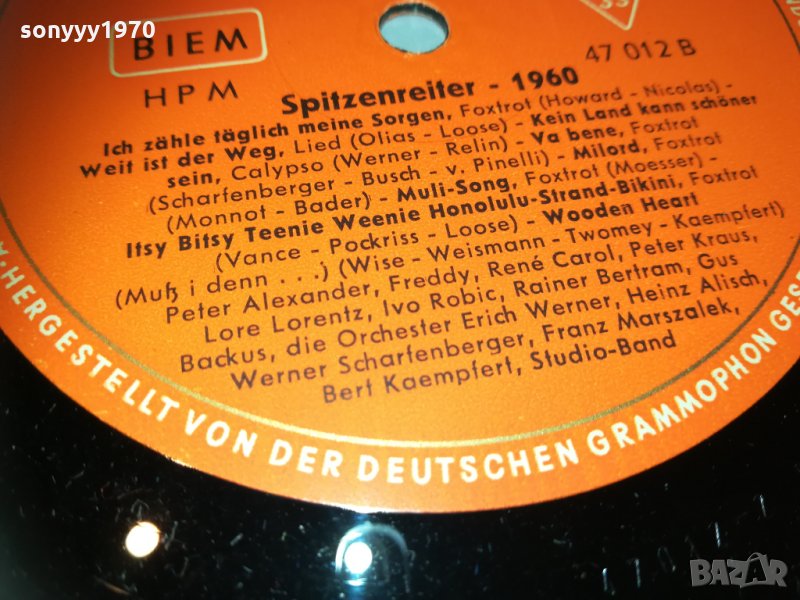 sonyyy1970
BIEM
HPM
33
47 012 B
Spitzenreiter - 1960
Ich zähle täglich meine Sorgen, Foxtrot (Howard - Nicolas) -
Weit ist der Weg, Lied (Olias - Loose) - Kein Land kann schöner
sein, Calypso (Werner - Relin) - Va bene, Foxtrot
(Scharfenberger - Busch - v. Pinelli) - Milord, Foxtrot
(Monnot - Bader) - Muli-Song, Foxtrot (Moesser) -
Itsy Bitsy Teenie Weenie Honolulu-Strand-Bikini, Foxtrot
(Vance - Pockriss - Loose) - Wooden Heart
(Muß i denn . . .) (Wise - Weismann - Twomey - Kaempfert)
Peter Alexander, Freddy, René Carol, Peter Kraus,
Lore Lorentz, Ivo Robic, Rainer Bertram, Gus
Backus, die Orchester Erich Werner, Heinz Alisch,
Werner Scharfenberger, Franz Marszalek,
Bert Kaempfert, Studio-Band
HERGESTELLT VON DER DEUTSCHEN GRAMMOPHON GES
BAZAR